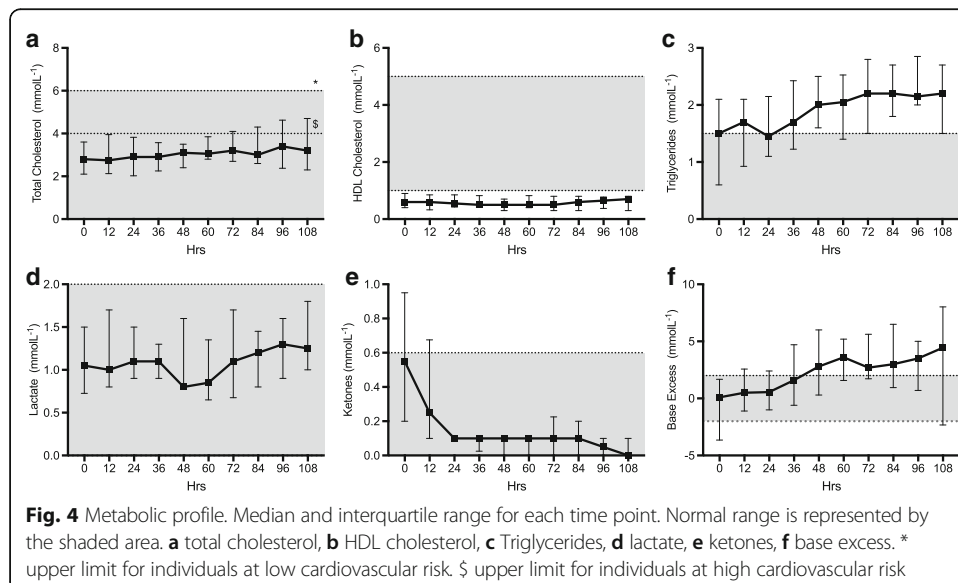 a
b
c
Total Cholesterol (mmolL-1)
8
6
4
2
0
*
$
0 12 24 36 48 60 72 84 96 108
Hrs
HDL Cholesterol (mmolL-1)
6
5
4
3
2
1
0
0 12 24 36 48 60 72 84 96 108
Hrs
Triglycerides (mmolL-1)
3
2
1
0
0 12 24 36 48 60 72 84 96 108
Hrs
d
e
f
Lactate (mmolL-1)
2.0
1.5
1.0
0.5
0.0
0 12 24 36 48 60 72 84 96 108
Hrs
Ketones (mmolL-1)
1.0
0.8
0.6
0.4
0.2
0.0
0 12 24 36 48 60 72 84 96 108
Hrs
Base Excess (mmolL-1)
10
5
0
-5
0 12 24 36 48 60 72 84 96 108
Hrs
Fig. 4 Metabolic profile. Median and interquartile range for each time point. Normal range is represented by
the shaded area. a total cholesterol, b HDL cholesterol, c Triglycerides, d lactate, e ketones, f base excess. *
upper limit for individuals at low cardiovascular risk. $ upper limit for individuals at high cardiovascular risk